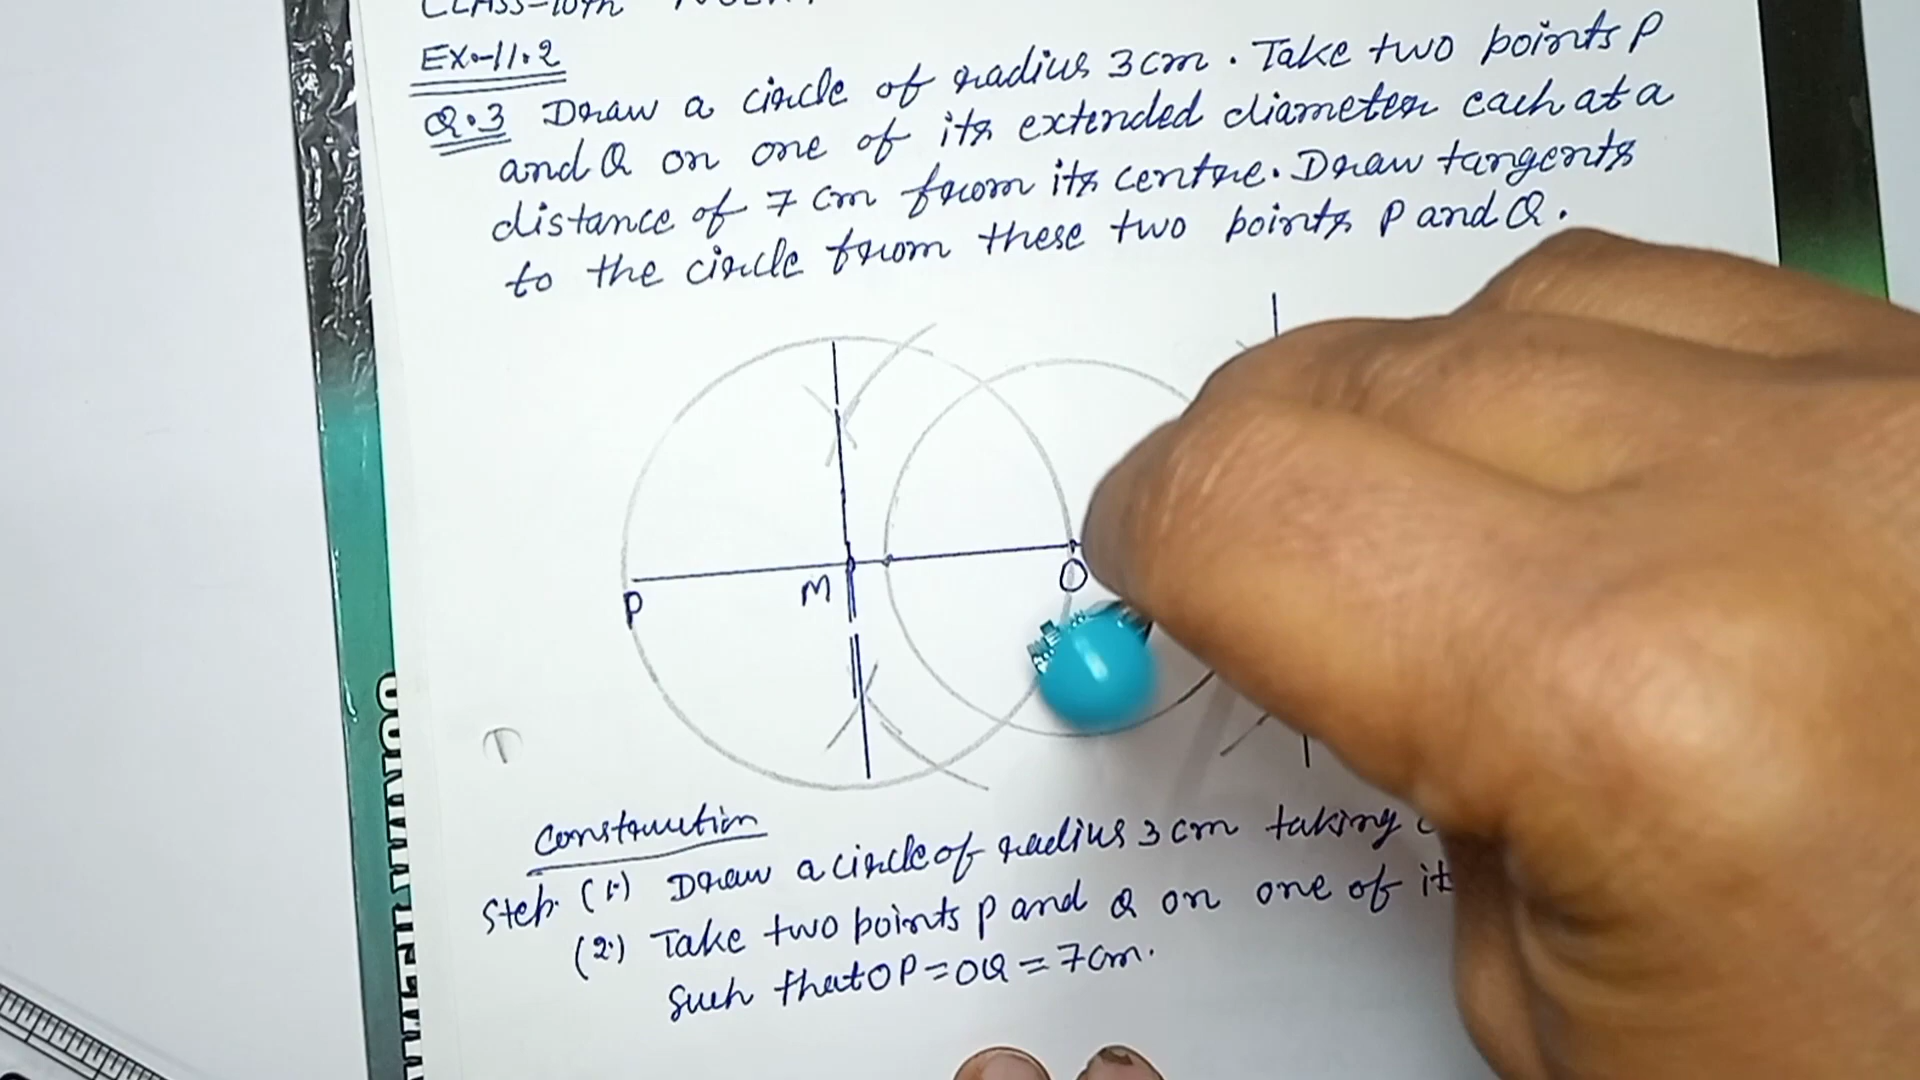 CLASS-10th
Ex.-11.2
Q.3 Draw a circle of radius 3cm. Take two points P
and Q on one of its extended diameter each at a
distance of 7 cm from its centre. Draw tangents
to the circle from these two points P and Q.
P
M
O
Construction
Step (1.) Draw a circle of radius 3 cm taking
(2.) Take two points P and Q on one of it
such that OP = OQ = 7cm.